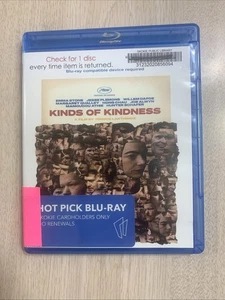 Check for 1 disc
every time item is returned.
Blu-ray compatible device required
EMMA STONE JESSE PLEMONS WILLEM DAFOE
MARGARET QUALLEY HONG CHAU JOE ALWYN
MAMOUDOU ATHIE HUNTER SCHAFER
KINDS OF KINDNESS
HOT PICK BLU-RAY
CARDHOLDERS ONLY
RENEWALS